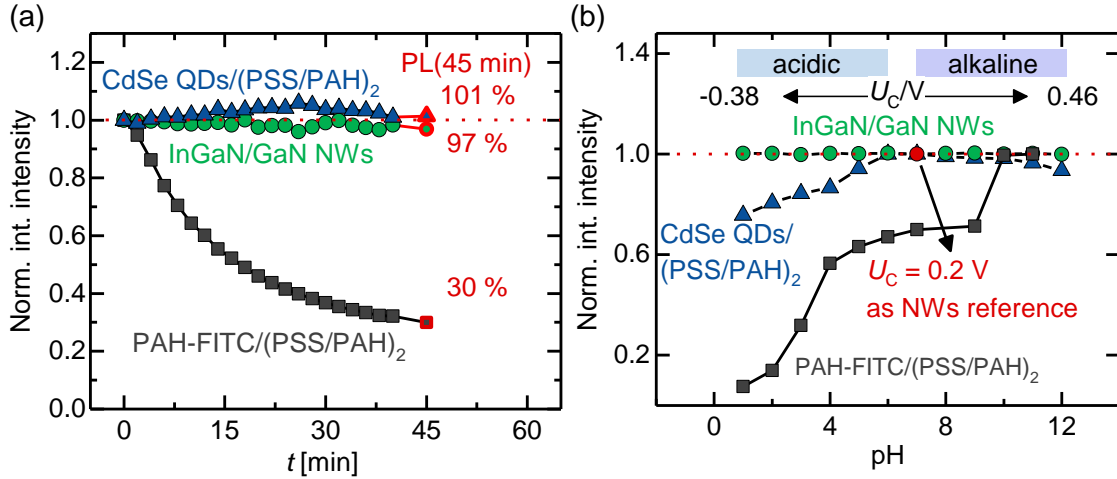 (a)
Norm. int. intensity
1.2
1.0
0.8
0.6
0.4
0.2
0.0
CdSe QDs/(PSS/PAH)2
PL(45 min)
101 %
97 %
InGaN/GaN NWs
30 %
PAH-FITC/(PSS/PAH)2
0 15 30 45 60
t [min]
(b)
Norm. int. intensity
1.4
1.0
0.6
0.2
acidic alkaline
-0.38 UC/V 0.46
InGaN/GaN NWs
CdSe QDs/
(PSS/PAH)2
UC = 0.2 V
as NWs reference
PAH-FITC/(PSS/PAH)2
0 4 8 12
pH